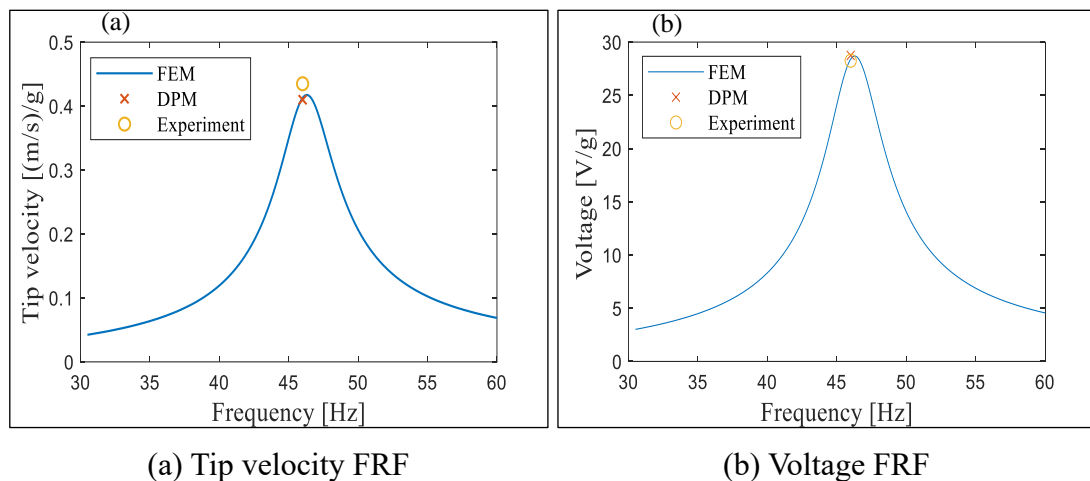 (a)
0.5
0.4
0.3
0.2
0.1
0
Tip velocity [(m/s)/g]
FEM
DPM
Experiment
30 35 40 45 50 55 60
Frequency [Hz]
(b)
30
25
20
15
10
5
0
Voltage [V/g]
FEM
DPM
Experiment
30 35 40 45 50 55 60
Frequency [Hz]
(a) Tip velocity FRF
(b) Voltage FRF